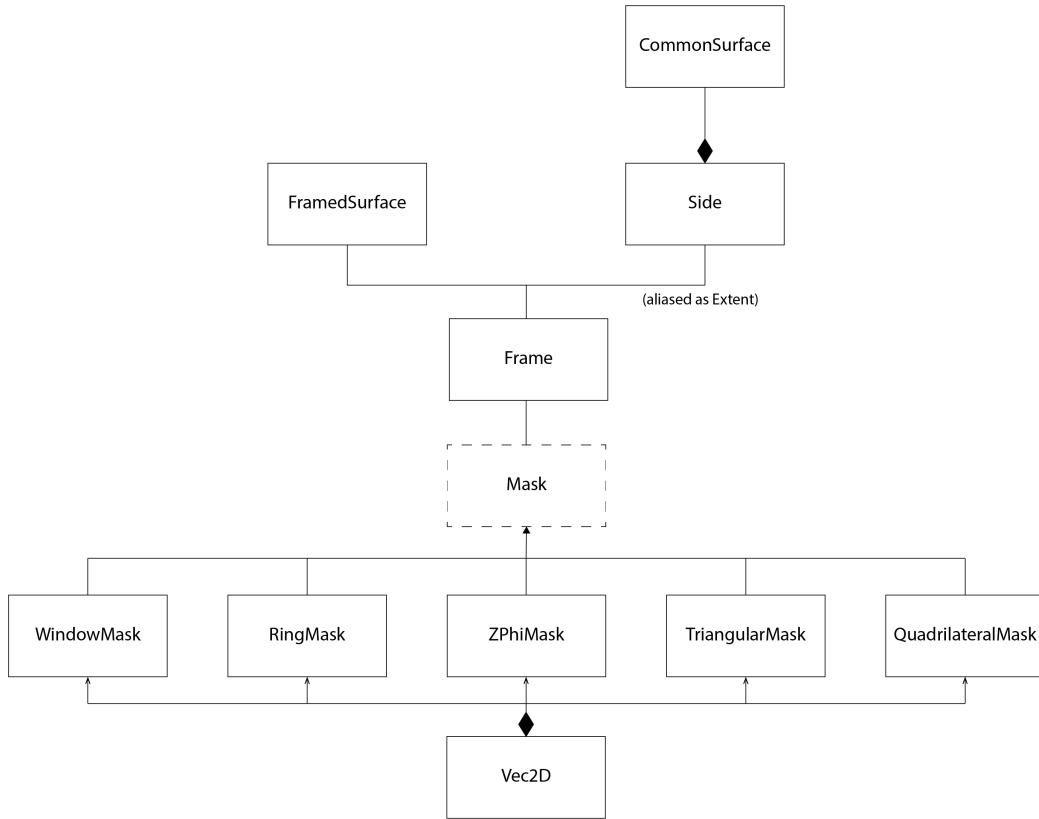 CommonSurface
FramedSurface
Side
(aliased as Extent)
Frame
Mask
WindowMask
RingMask
ZPhiMask
TriangularMask
QuadrilateralMask
Vec2D